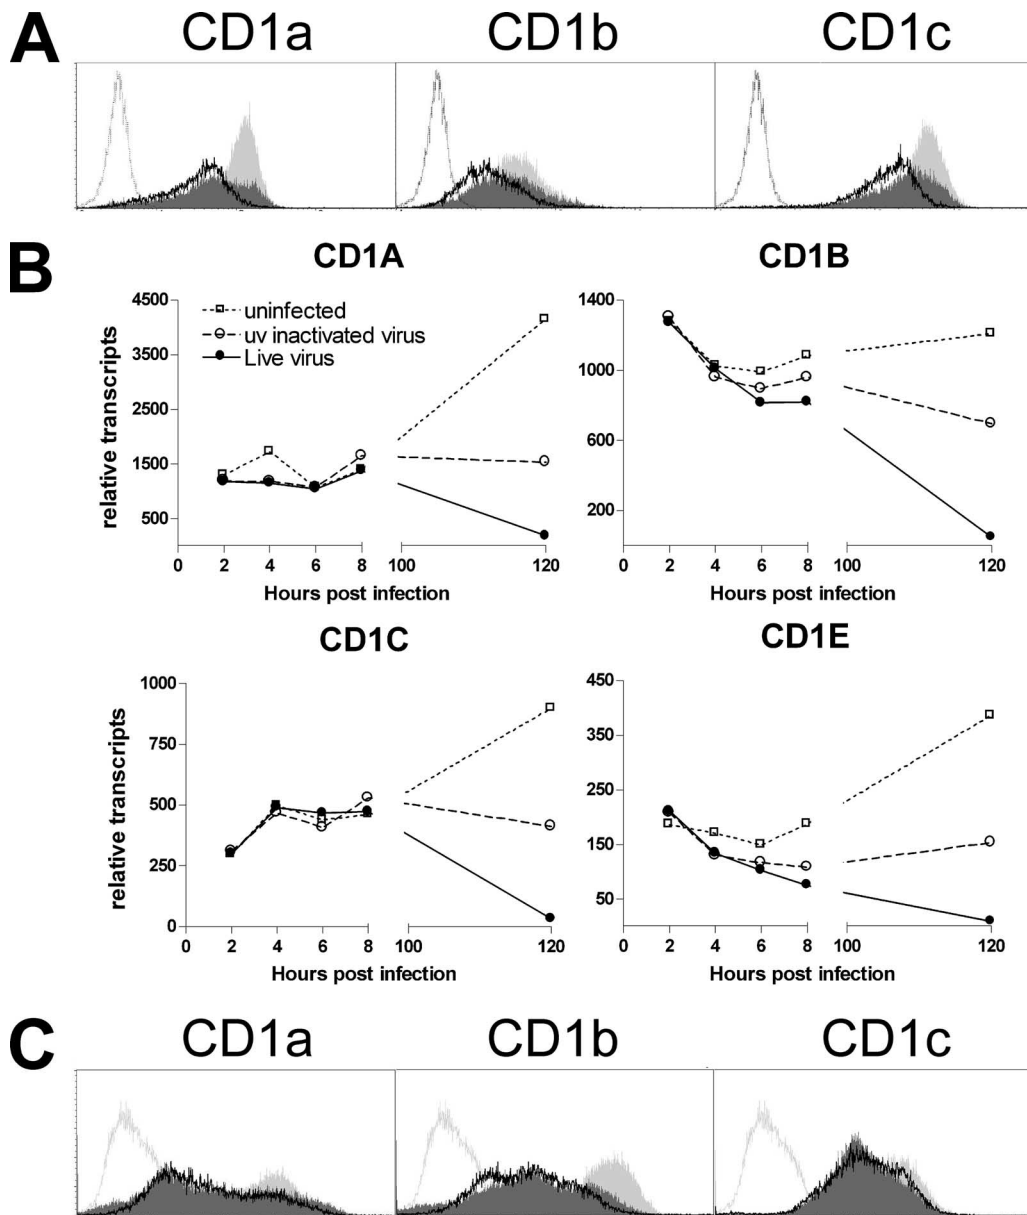 A
CD1a CD1b CD1c
B
CD1A
CD1B
4500
3500
2500
1500
500
relative transcripts
uninfected
uv inactivated virus
Live virus
0 2 4 6 8 100 120
Hours post infection
1400
1000
600
200
0 2 4 6 8 100 120
Hours post infection
CD1C
CD1E
1000
750
500
250
0
relative transcripts
2 4 6 8 100 120
Hours post infection
450
350
250
150
50
0 2 4 6 8 100 120
Hours post infection
C
CD1a CD1b CD1c